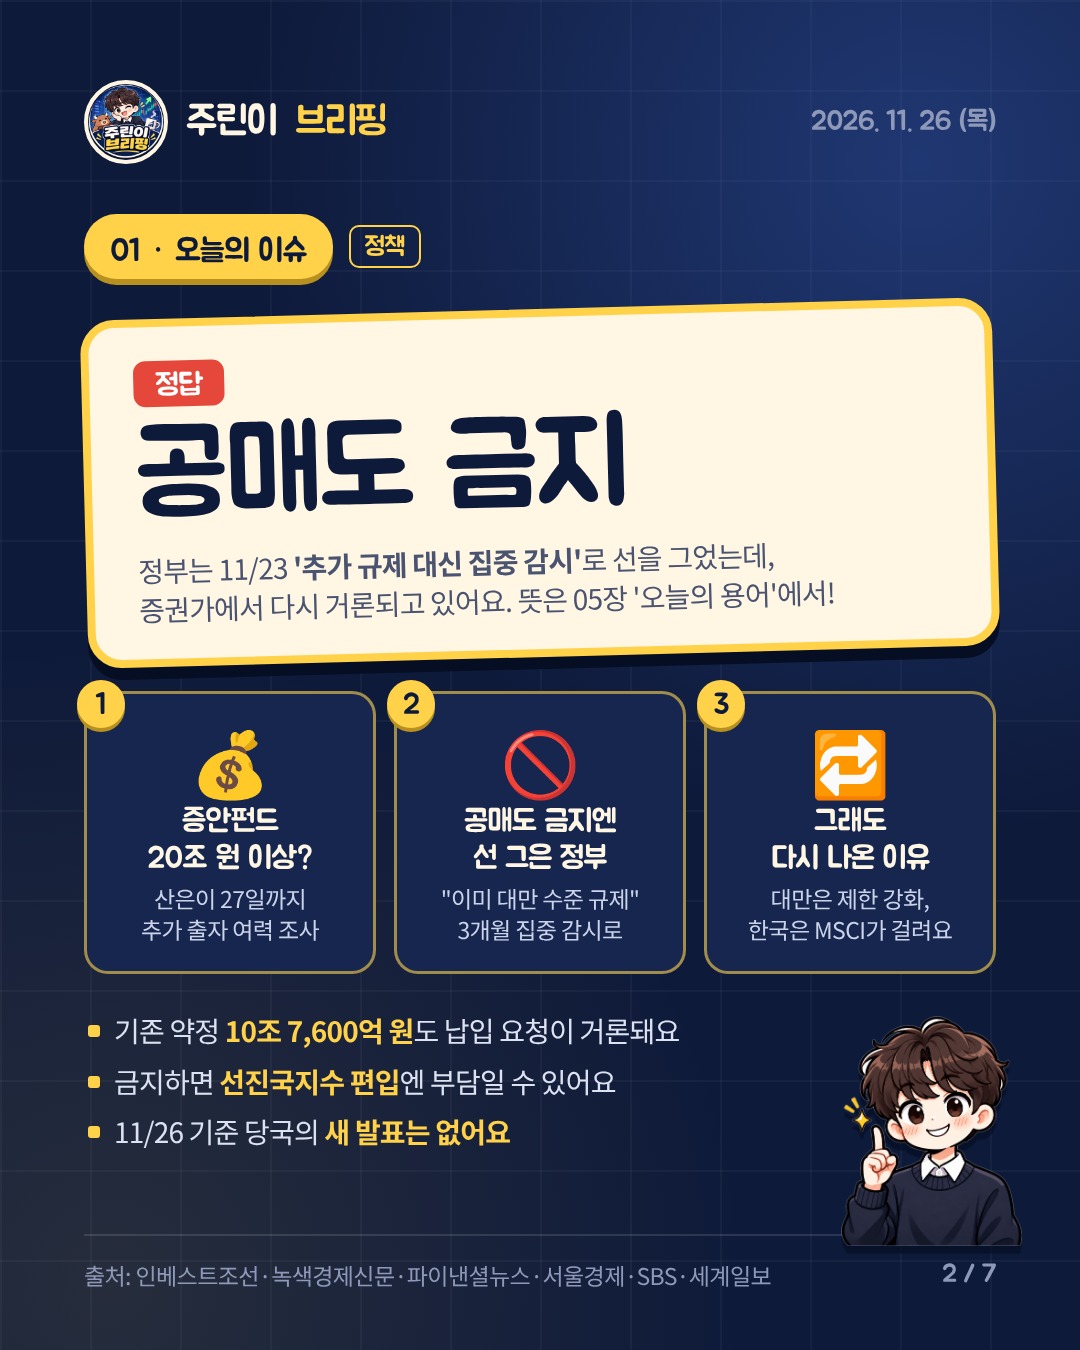 주린이 브리핑
주린이 브리핑
2026. 11. 26 (목)
01 · 오늘의 이슈
정책
정답
공매도 금지
정부는 11/23 '추가 규제 대신 집중 감시'로 선을 그었는데,
증권가에서 다시 거론되고 있어요. 뜻은 05장 '오늘의 용어'에서!
1
증안펀드
20조 원 이상?
산은이 27일까지
추가 출자 여력 조사
2
공매도 금지엔
선 그은 정부
"이미 대만 수준 규제"
3개월 집중 감시로
3
그래도
다시 나온 이유
대만은 제한 강화,
한국은 MSCI가 걸려요
기존 약정 10조 7,600억 원도 납입 요청이 거론돼요
금지하면 선진국지수 편입엔 부담일 수 있어요
11/26 기준 당국의 새 발표는 없어요
출처: 인베스트조선·녹색경제신문·파이낸셜뉴스·서울경제·SBS·세계일보
2 / 7